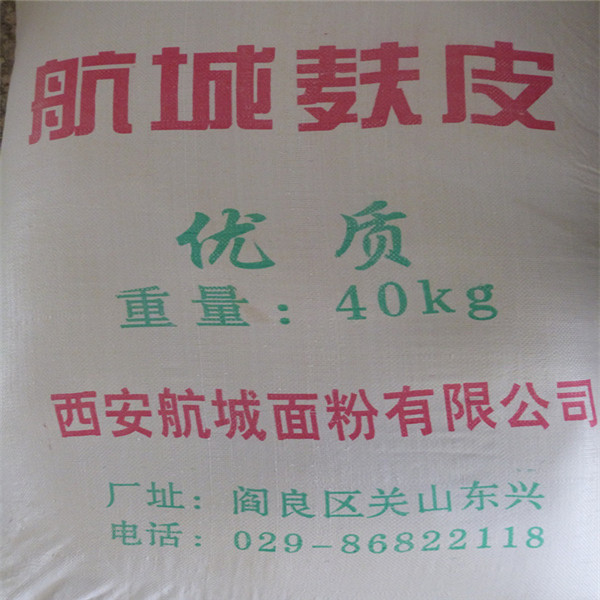 航城麸皮
优质
重量：40kg
西安航城面粉有限公司
厂址：阎良区关山东兴
电话：029-86822118